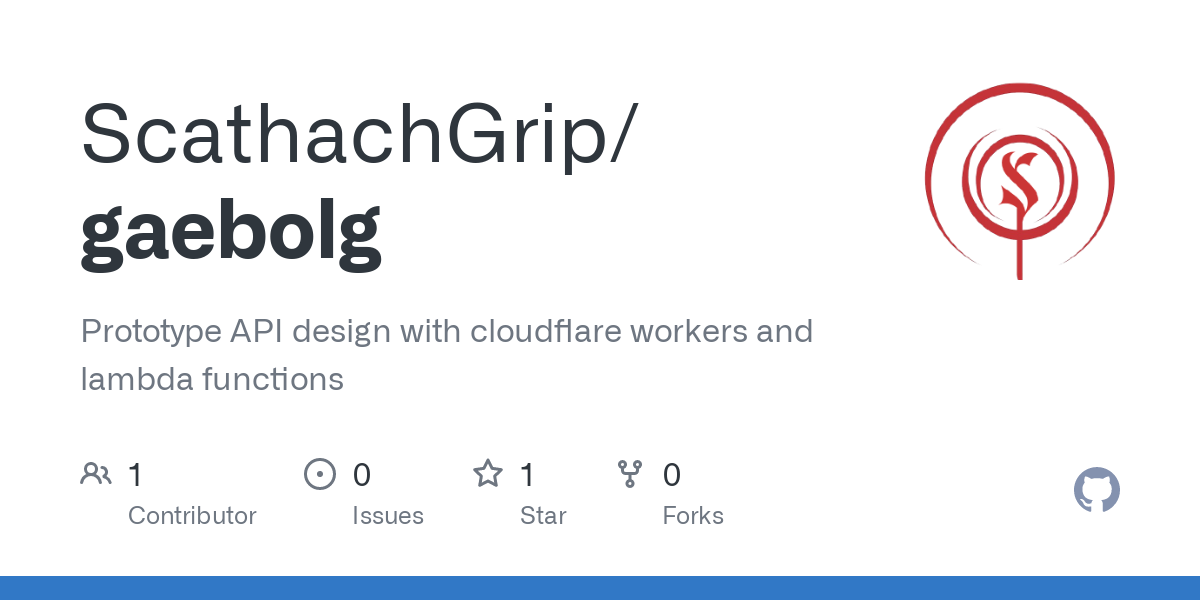 ScathachGrip/
gaebolg
Prototype API design with cloudflare workers and
lambda functions
1
Contributor
0
Issues
1
Star
0
Forks
S